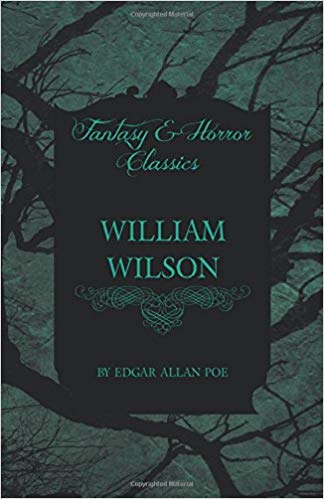 Fantasy & Horror
Classics
WILLIAM
WILSON
BY EDGAR ALLAN POE